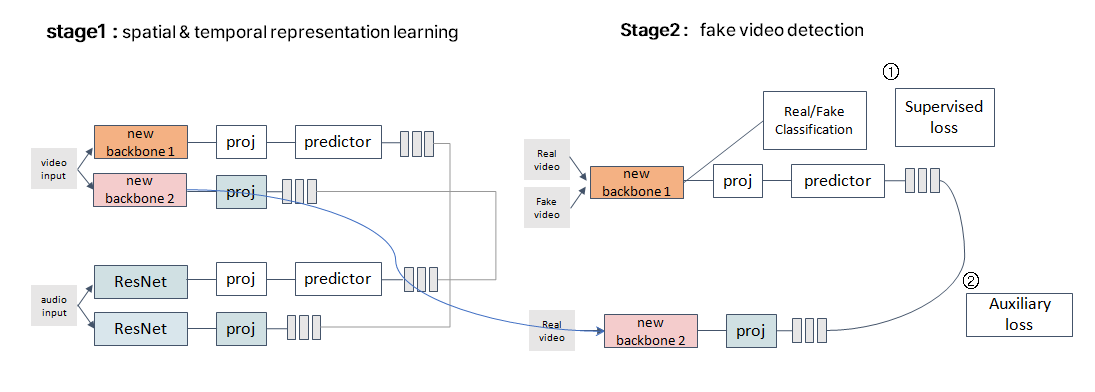 stage1 : spatial & temporal representation learning
Stage2 : fake video detection
①
Real/Fake
Classification
Supervised
loss
video
input
new
backbone 1
proj
predictor
new
backbone 2
proj
audio
input
ResNet
proj
predictor
ResNet
proj
Real
video
Fake
video
new
backbone 1
proj
predictor
②
Auxiliary
loss
Real
video
new
backbone 2
proj